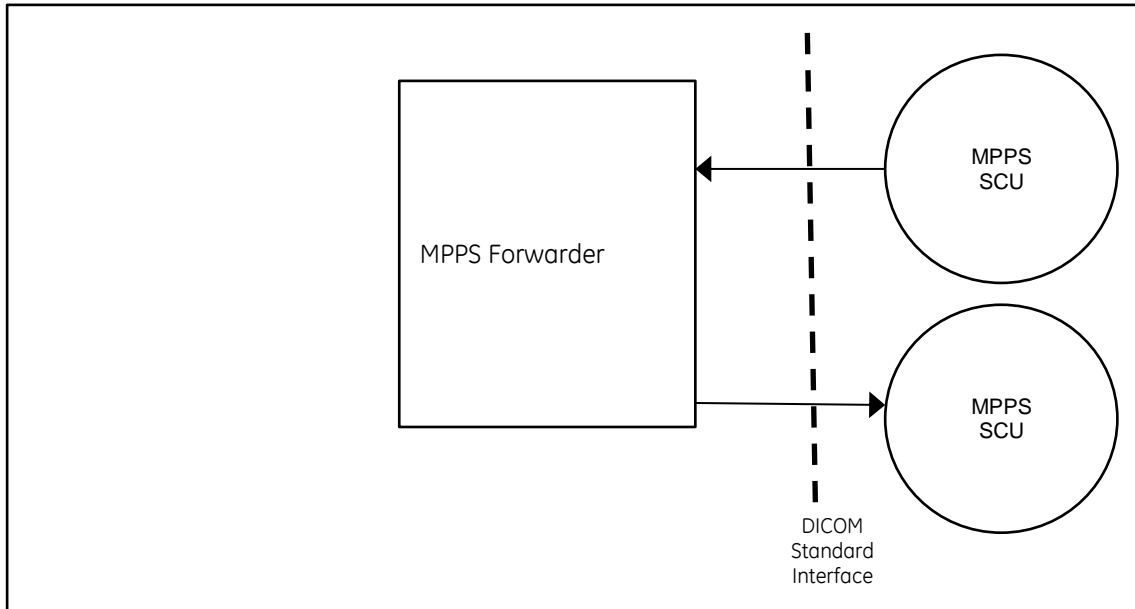 MPPS
SCU
MPPS Forwarder
MPPS
SCU
DICOM
Standard
Interface